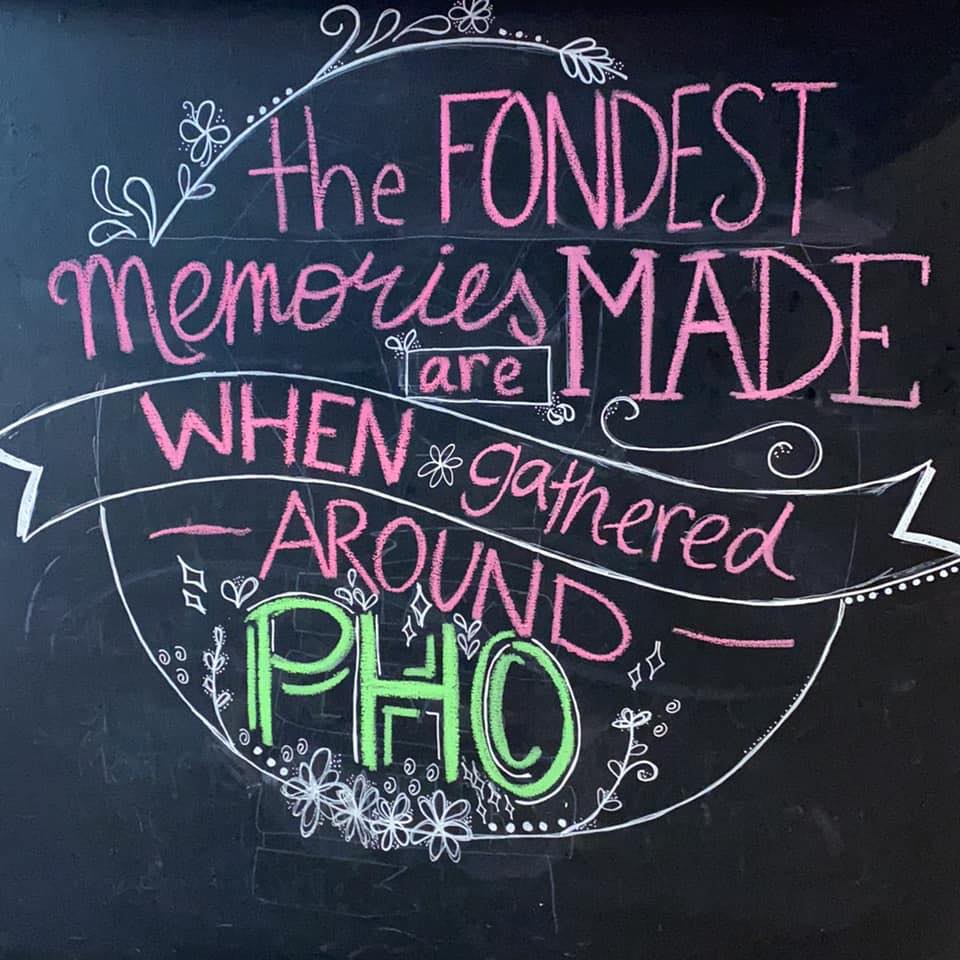 the FONDEST
memories MADE
are
WHEN gathered
AROUND
PHO